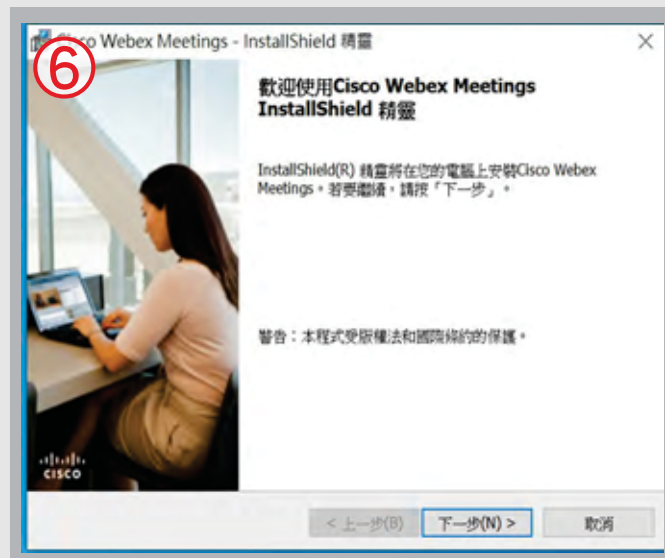 ⑥
Cisco Webex Meetings - InstallShield 精靈
歡迎使用Cisco Webex Meetings
InstallShield 精靈
InstallShield(R) 精靈將在您的電腦上安裝Cisco Webex
Meetings。若要繼續，請按「下一步」。
警告：本程式受版權法和國際條約的保護。
CISCO
< 上一步(B)
下一步(N) >
取消